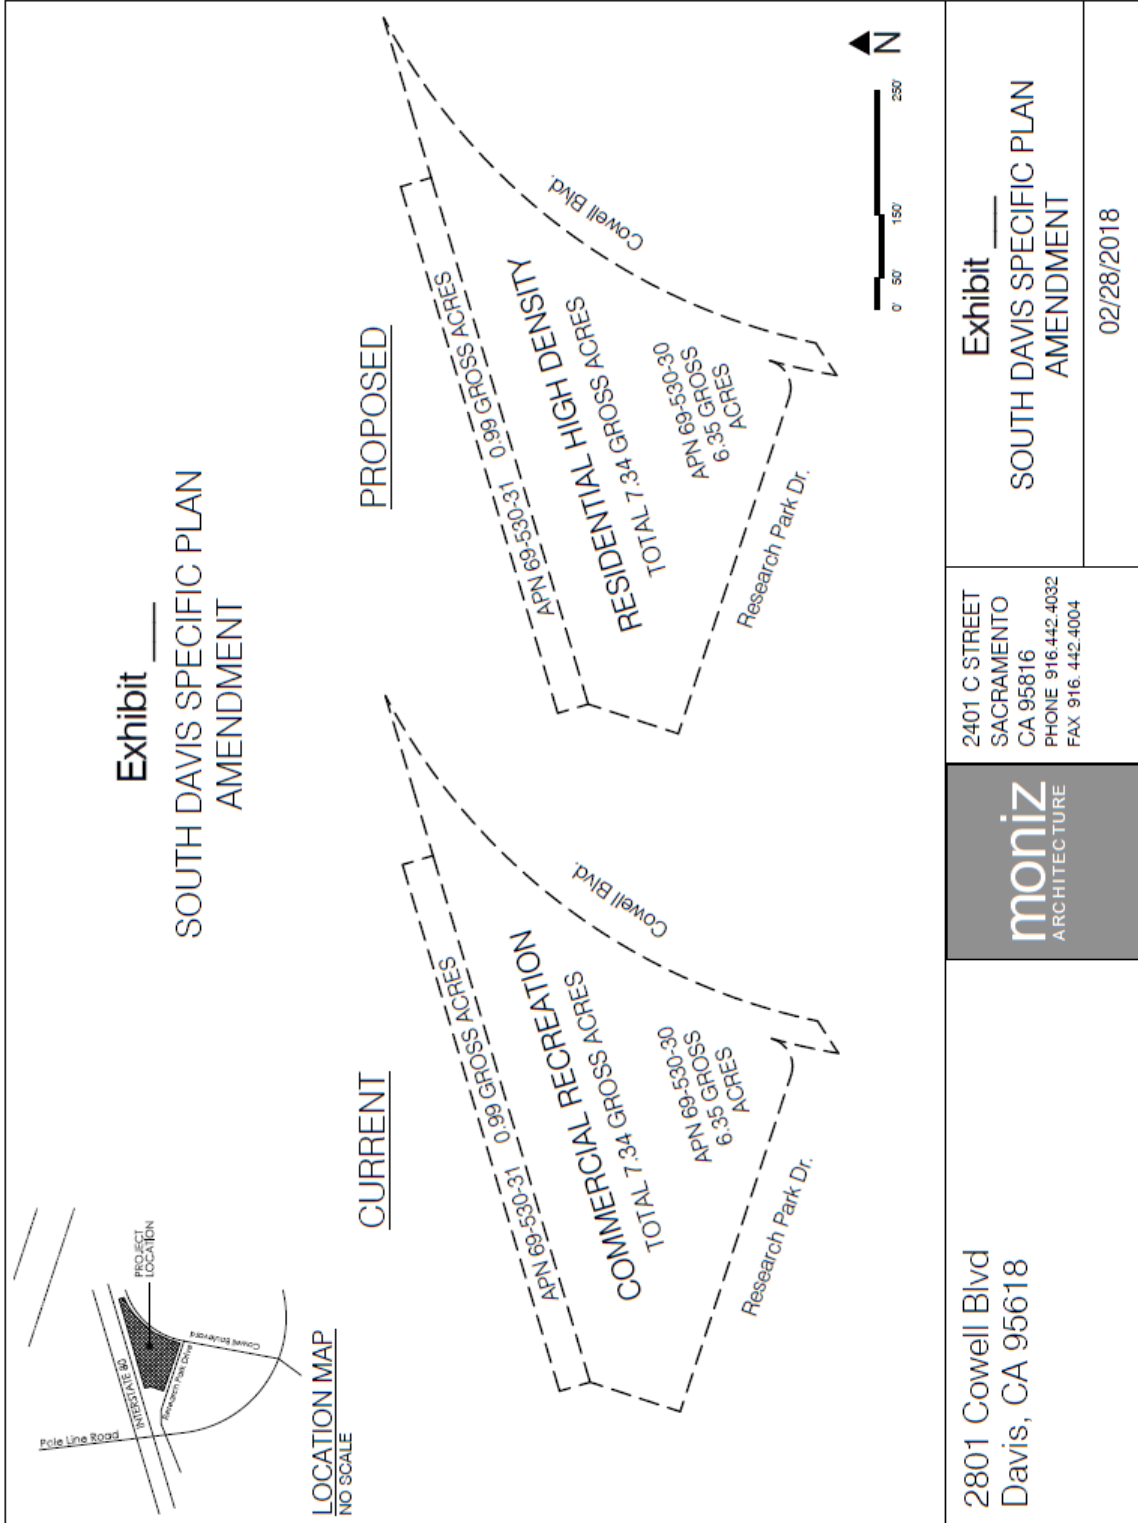 Exhibit ___
SOUTH DAVIS SPECIFIC PLAN
AMENDMENT
Pole Line Road
INTERSTATE 80
PROJECT
LOCATION
Research Park Drive
Cowell Boulevard
LOCATION MAP
NO SCALE
CURRENT
APN 69-530-31 0.99 GROSS ACRES
COMMERCIAL RECREATION
TOTAL 7.34 GROSS ACRES
APN 69-530-30
6.35 GROSS
ACRES
Cowell Blvd.
Research Park Dr.
PROPOSED
APN 69-530-31 0.99 GROSS ACRES
RESIDENTIAL HIGH DENSITY
TOTAL 7.34 GROSS ACRES
APN 69-530-30
6.35 GROSS
ACRES
Cowell Blvd.
Research Park Dr.
N
0' 50' 150' 250'
2801 Cowell Blvd
Davis, CA 95618
moniz
ARCHITECTURE
2401 C STREET
SACRAMENTO
CA 95816
PHONE 916.442.4032
FAX 916. 442.4004
Exhibit ___
SOUTH DAVIS SPECIFIC PLAN
AMENDMENT
02/28/2018